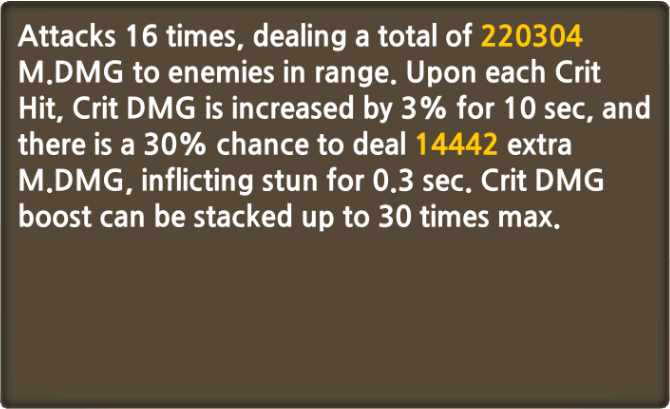 Attacks 16 times, dealing a total of 220304
M.DMG to enemies in range. Upon each Crit
Hit, Crit DMG is increased by 3% for 10 sec, and
there is a 30% chance to deal 14442 extra
M.DMG, inflicting stun for 0.3 sec. Crit DMG
boost can be stacked up to 30 times max.